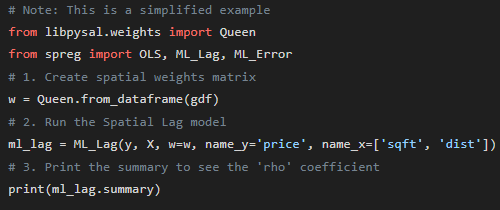 # Note: This is a simplified example
from libpysal.weights import Queen
from spreg import OLS, ML_Lag, ML_Error
# 1. Create spatial weights matrix
w = Queen.from_dataframe(gdf)
# 2. Run the Spatial Lag model
ml_lag = ML_Lag(y, X, w=w, name_y='price', name_x=['sqft', 'dist'])
# 3. Print the summary to see the 'rho' coefficient
print(ml_lag.summary)